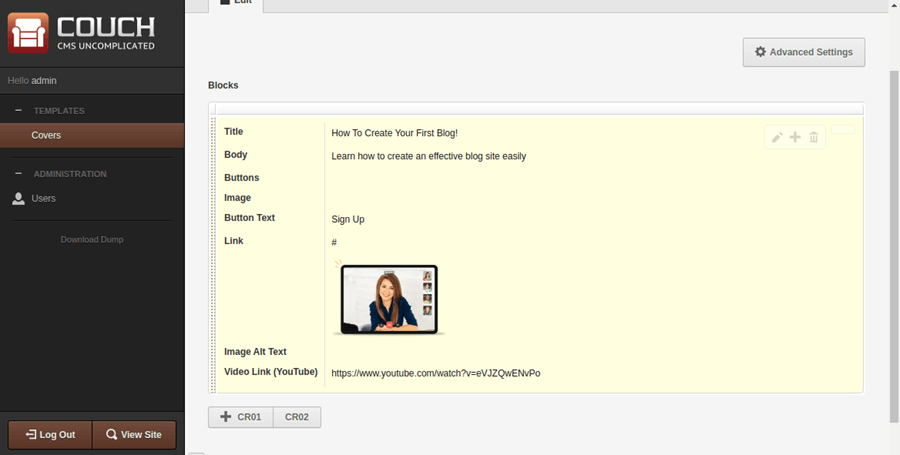 Edit
COUCH
CMS UNCOMPLICATED
Hello admin
TEMPLATES
Covers
ADMINISTRATION
Users
Download Dump
Log Out
View Site
Advanced Settings
Blocks
Title How To Create Your First Blog!
Body Learn how to create an effective blog site easily
Buttons
Image
Button Text Sign Up
Link #
Image Alt Text
Video Link (YouTube) https://www.youtube.com/watch?v=eVJZQwENvPo
CR01 CR02